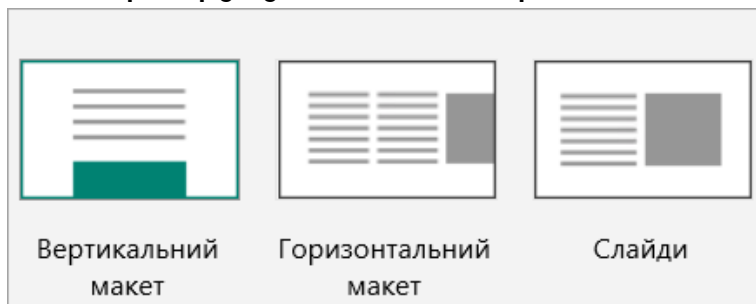 Вертикальний
макет
Горизонтальний
макет
Слайди